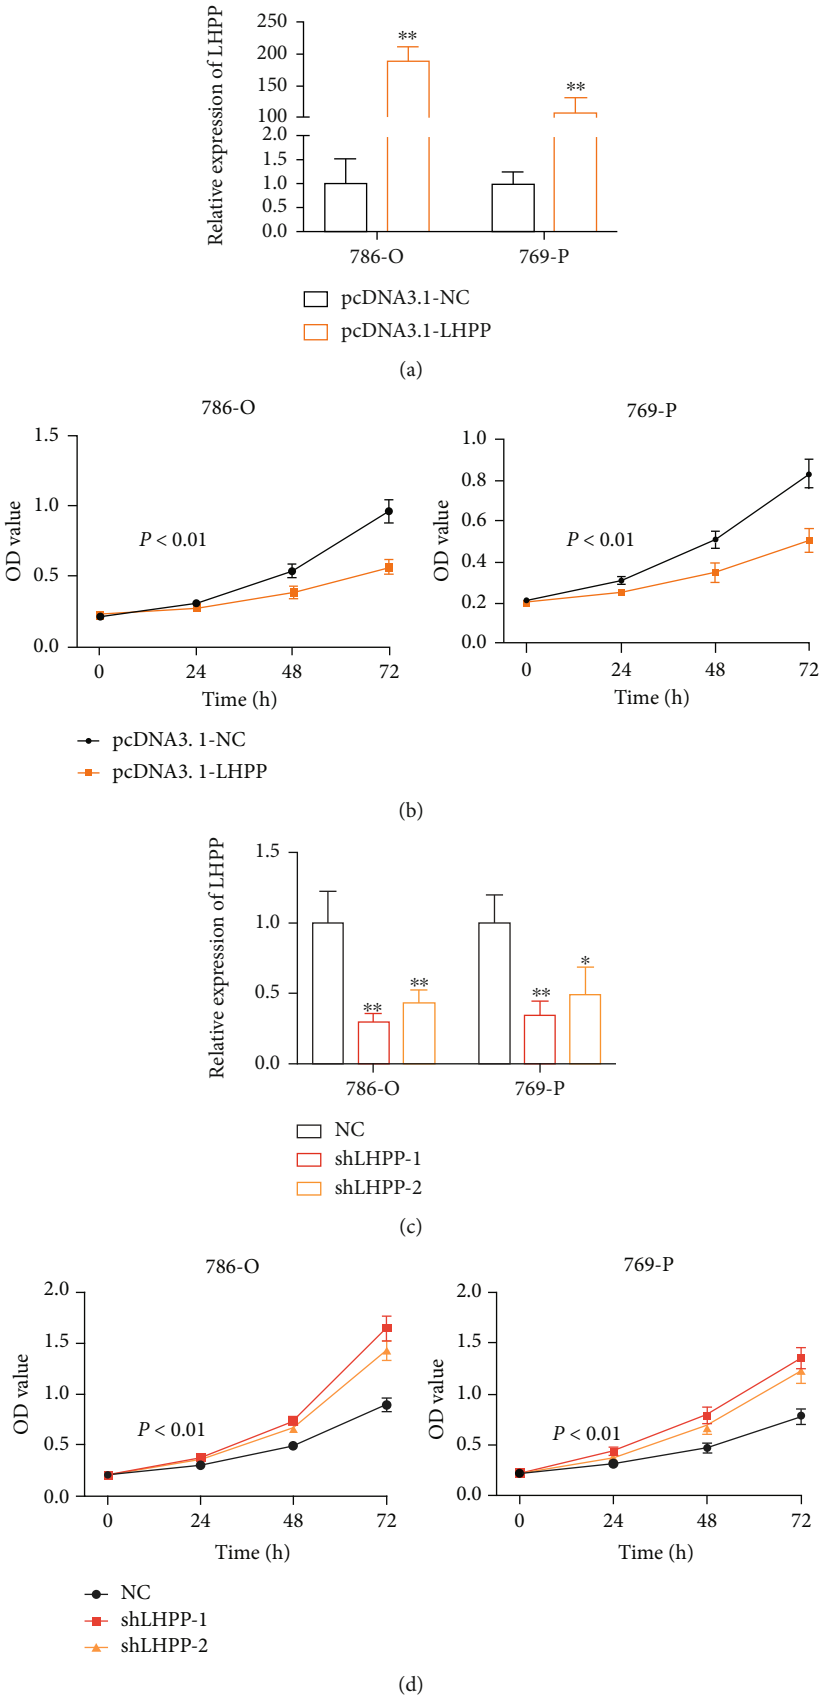 Relative expression of LHPP
250
200
150
100
2.0
1.5
1.0
0.5
0.0
**
**
786-O
769-P
pcDNA3.1-NC
pcDNA3.1-LHPP
(a)
786-O
OD value
1.5
1.0
0.5
0.0
P < 0.01
0
24
48
72
Time (h)
769-P
OD value
1.0
0.8
0.6
0.4
0.2
0.0
P < 0.01
0
24
48
72
Time (h)
pcDNA3. 1-NC
pcDNA3. 1-LHPP
(b)
Relative expression of LHPP
1.5
1.0
0.5
0.0
**
**
**
*
786-O
769-P
NC
shLHPP-1
shLHPP-2
(c)
786-O
OD value
2.0
1.5
1.0
0.5
0.0
P < 0.01
0
24
48
72
Time (h)
769-P
OD value
2.0
1.5
1.0
0.5
0.0
P < 0.01
0
24
48
72
Time (h)
NC
shLHPP-1
shLHPP-2
(d)